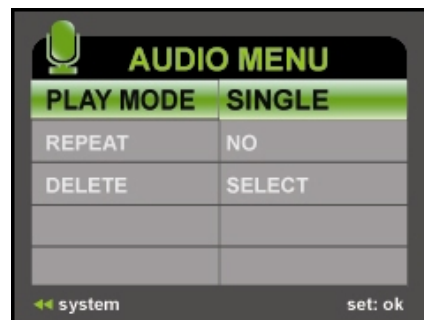 AUDIO MENU
PLAY MODE SINGLE
REPEAT NO
DELETE SELECT
system set: ok